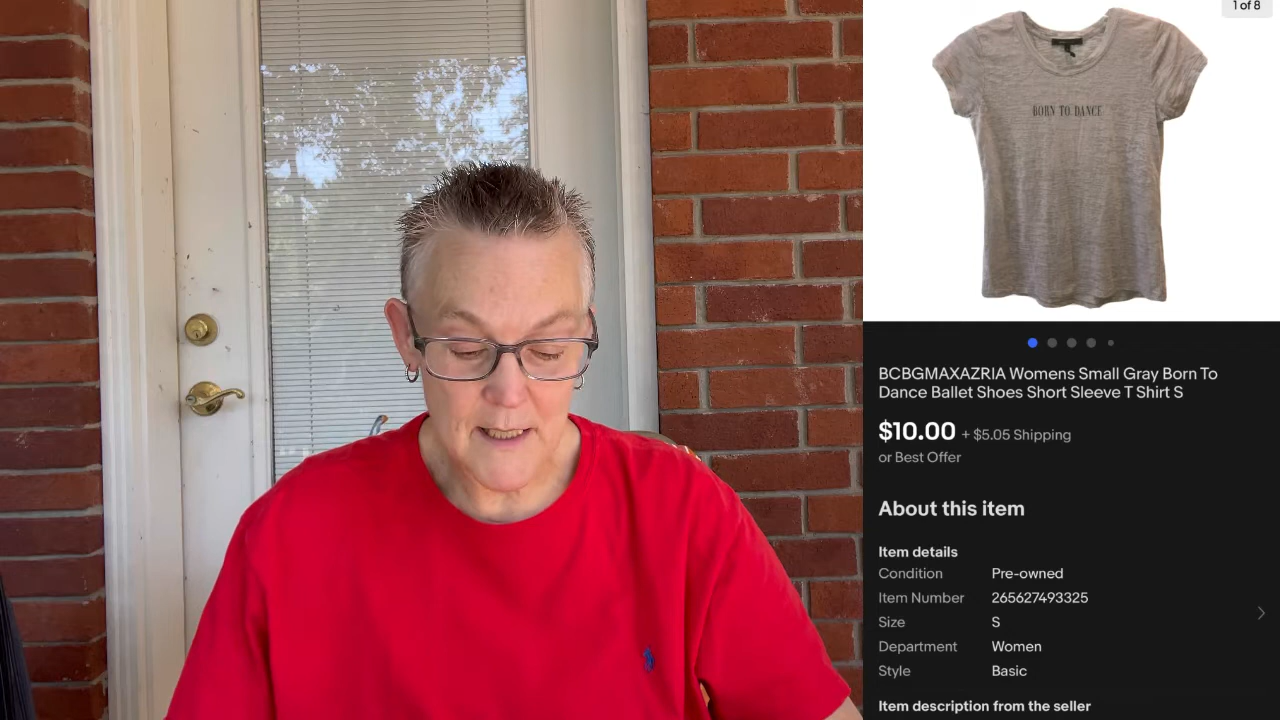 1 of 8
BORN TO DANCE
BCBGMAXAZRIA Womens Small Gray Born To
Dance Ballet Shoes Short Sleeve T Shirt S
$10.00 + $5.05 Shipping
or Best Offer
About this item
Item details
Condition Pre-owned
Item Number 265627493325
Size S
Department Women
Style Basic
Item description from the seller